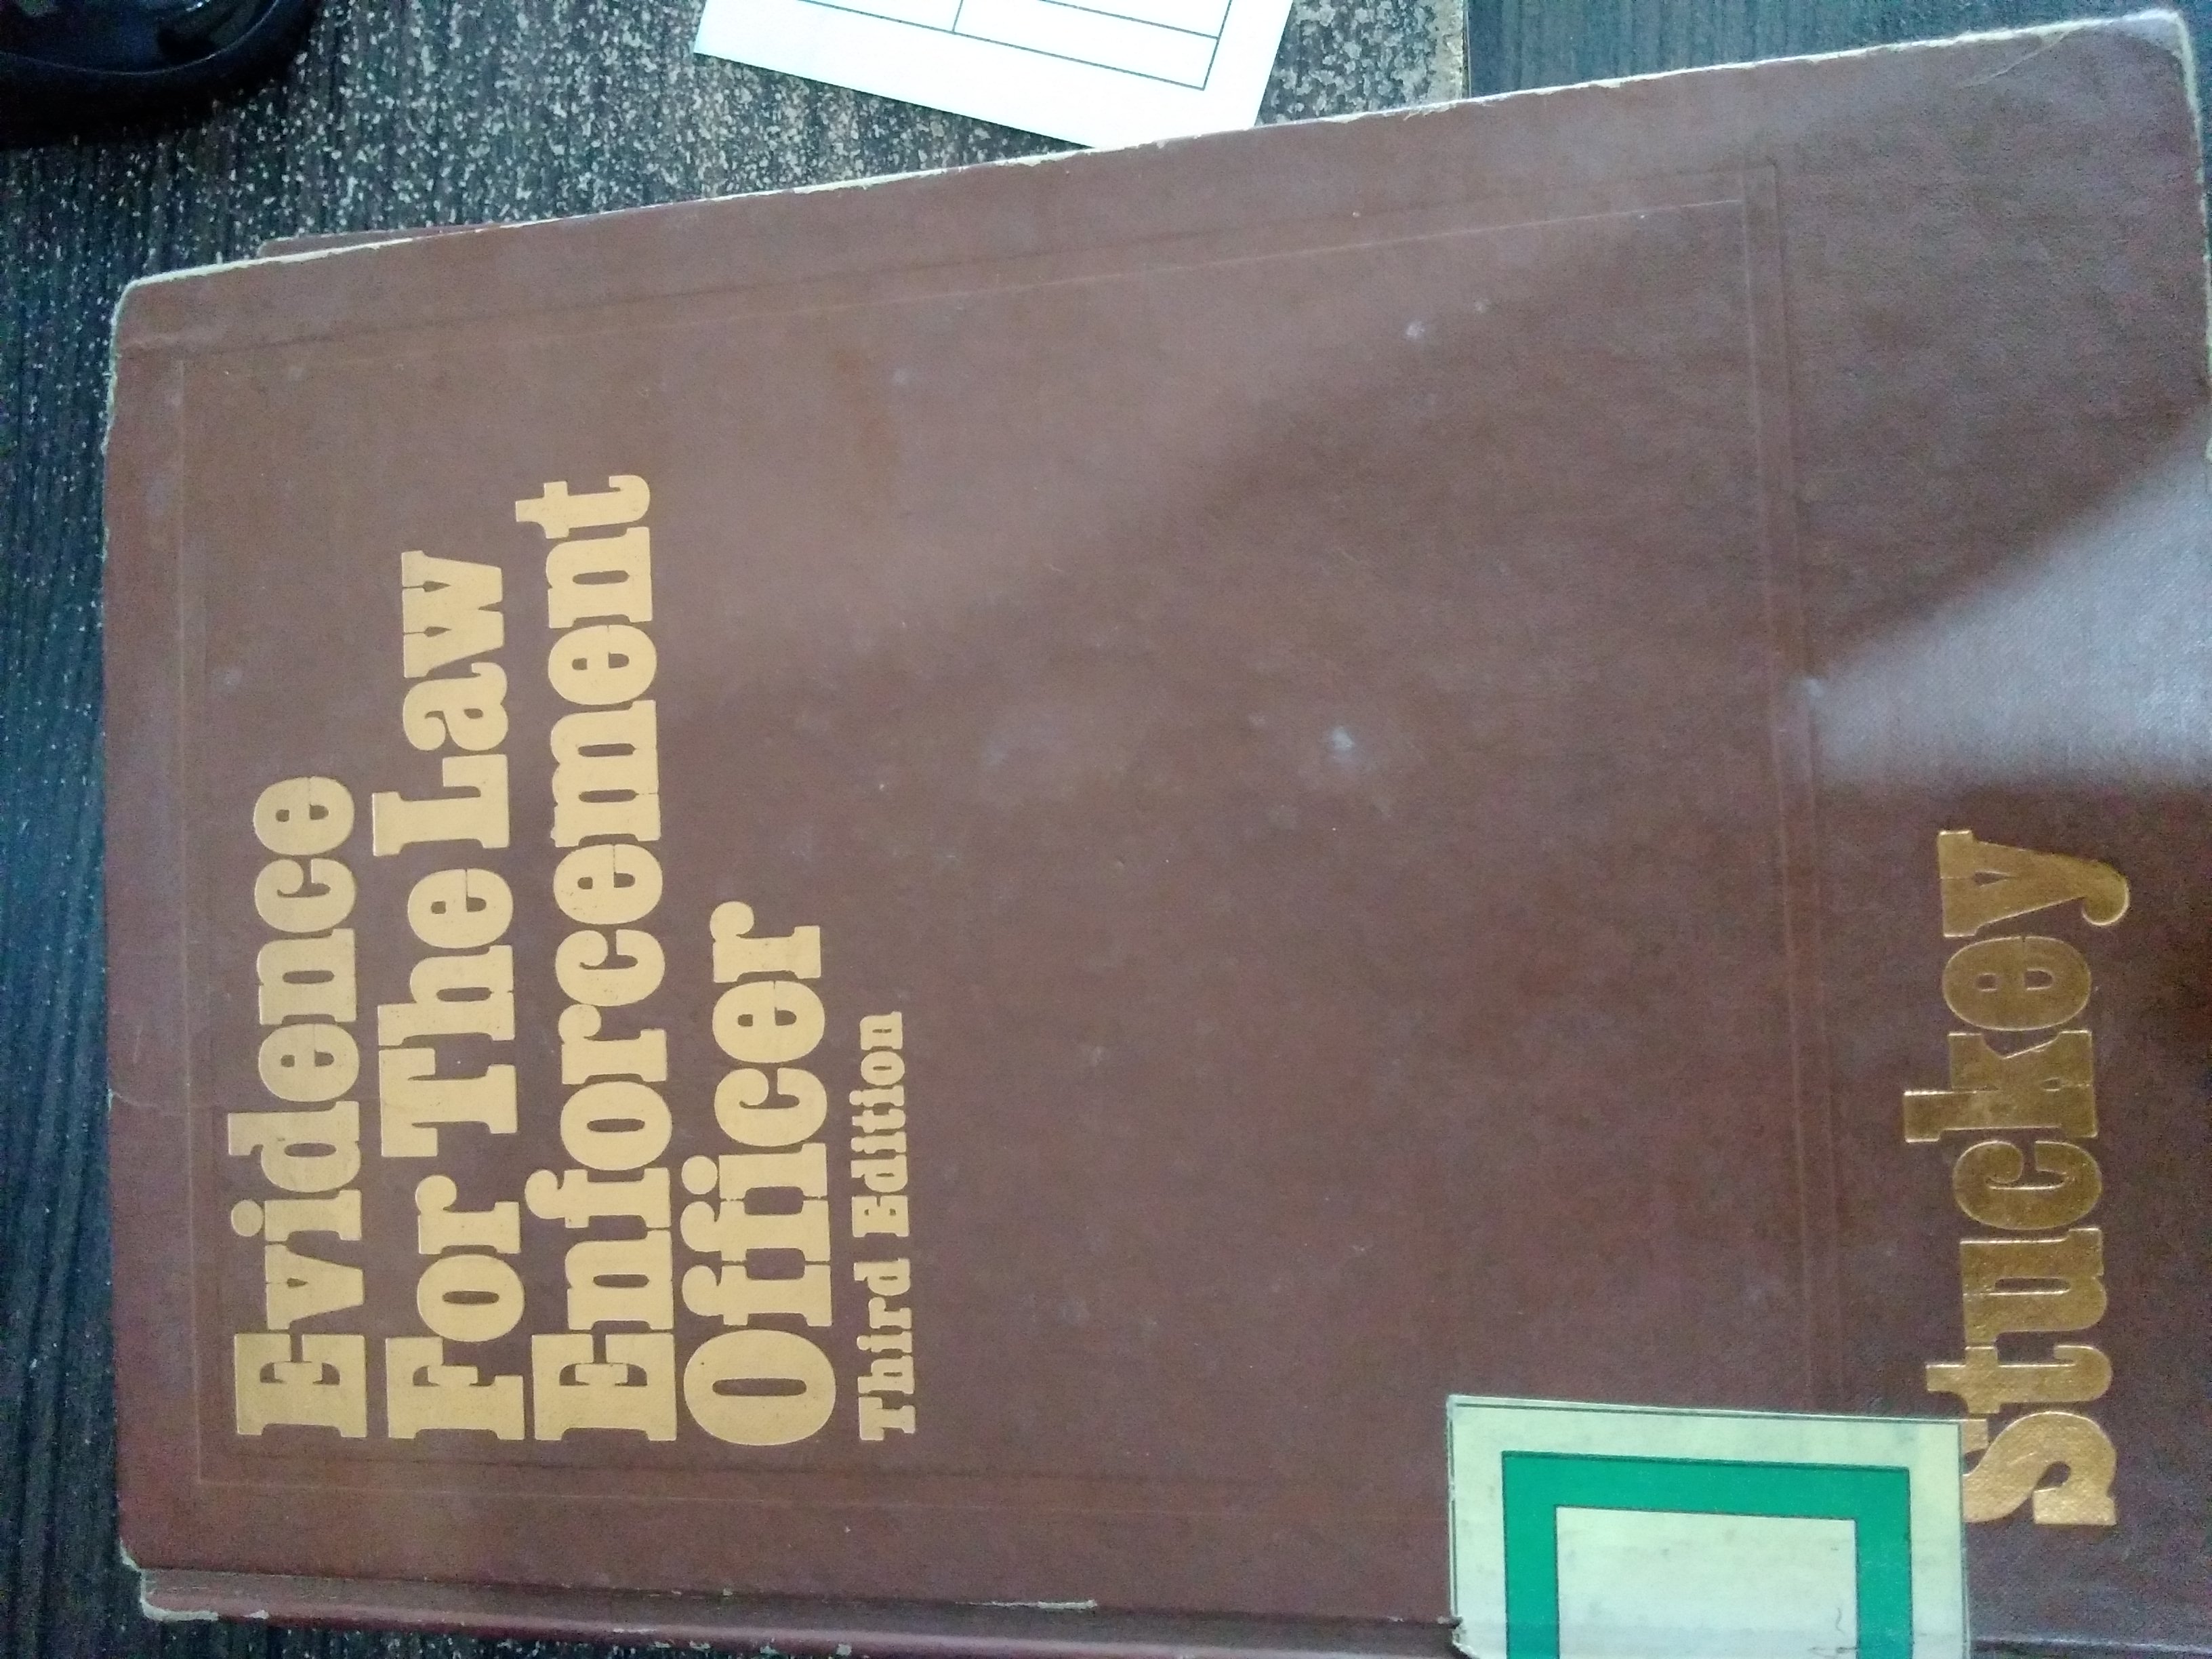 Evidence
For The Law
Enforcement
Officer
Third Edition
Stuckey